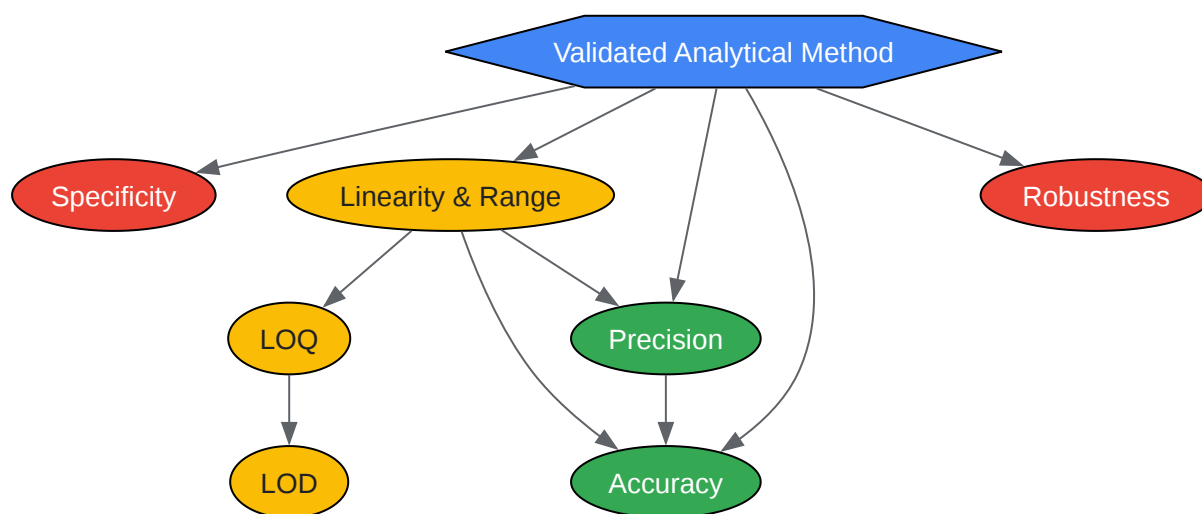 Validated Analytical Method
Specificity
Linearity & Range
Robustness
LOQ
Precision
LOD
Accuracy